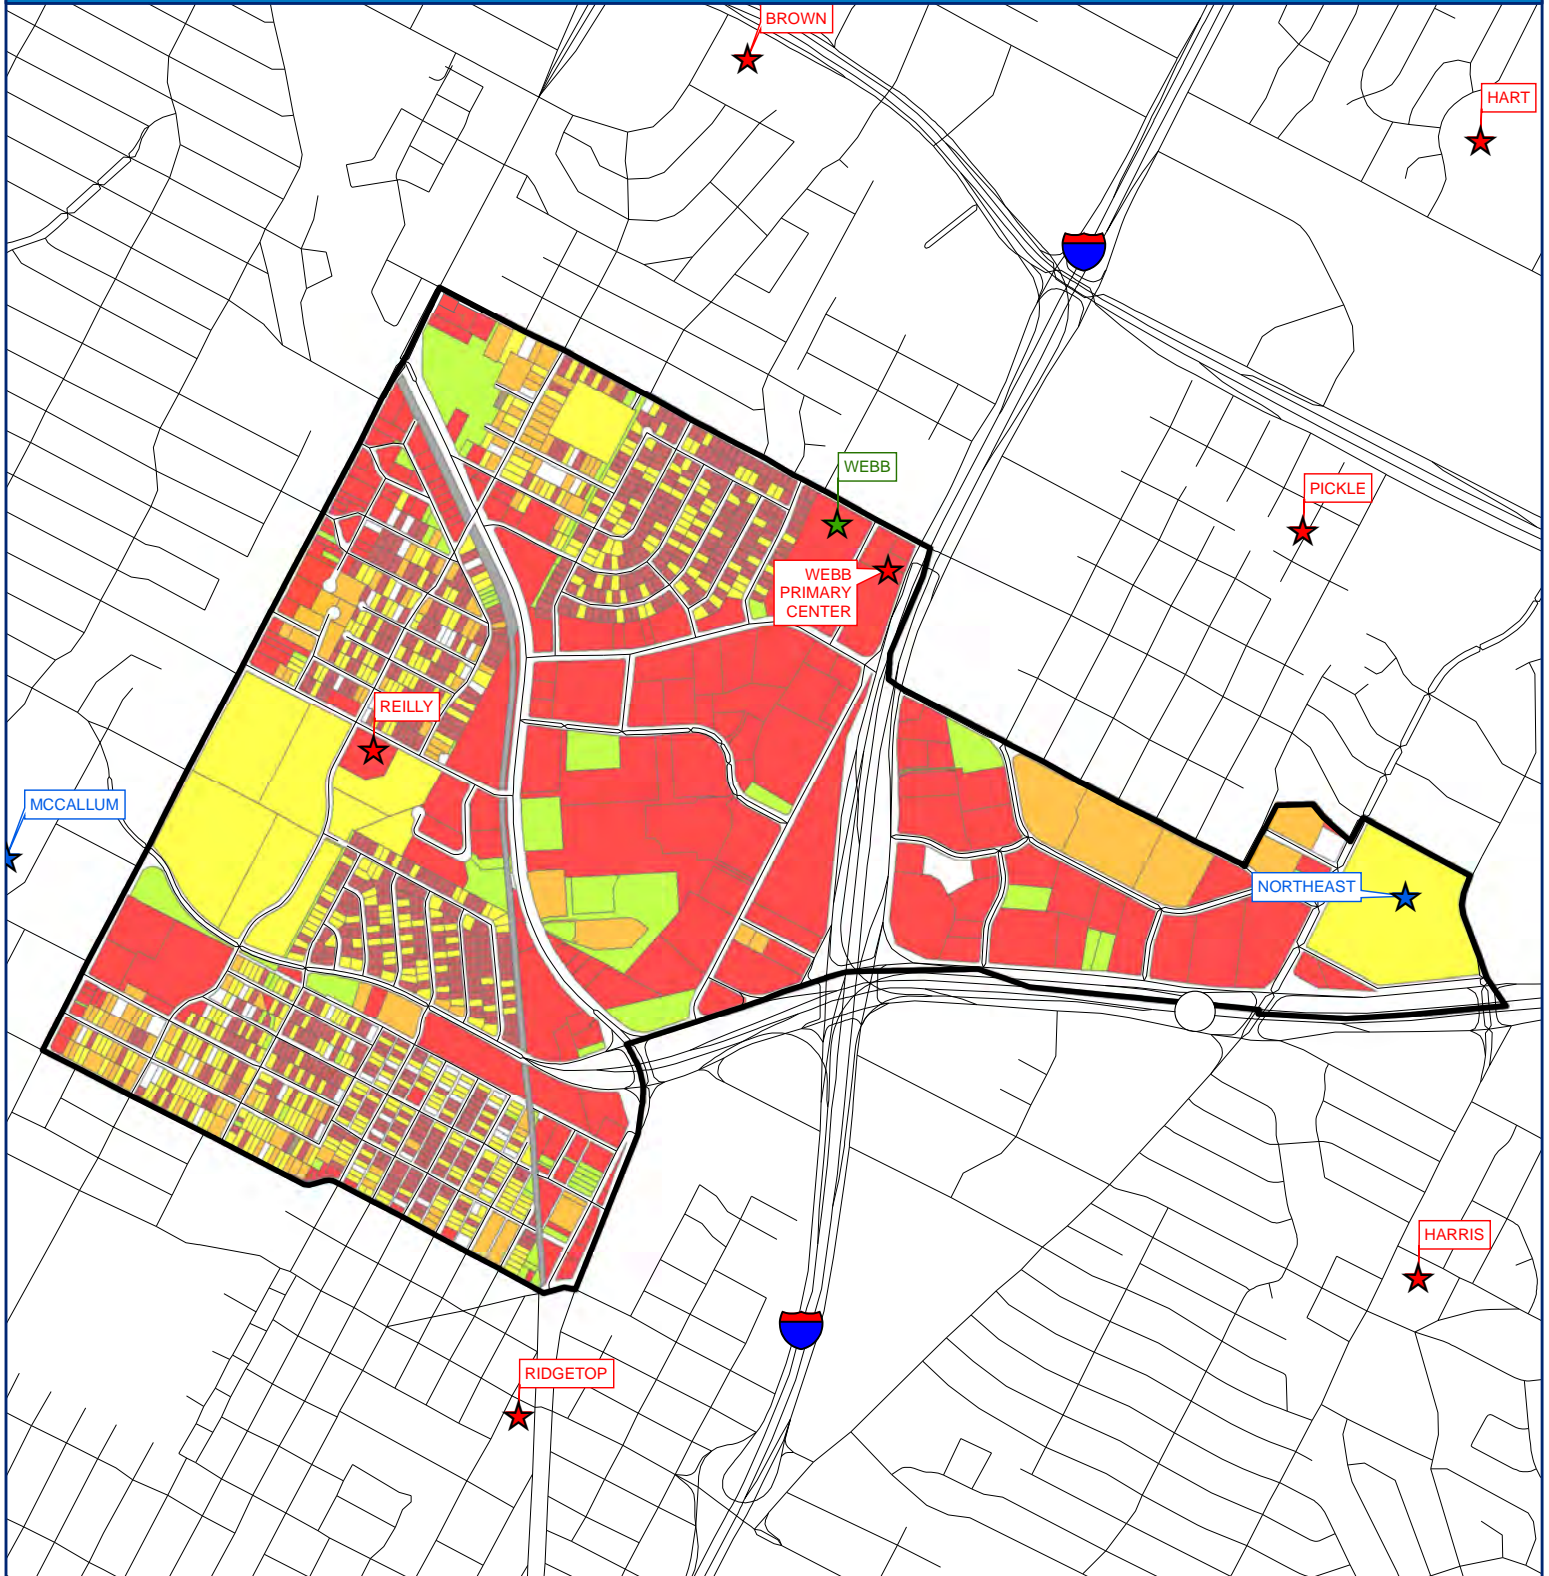 BROWN
HART
WEBB
PICKLE
WEBB
PRIMARY
CENTER
REILLY
MCCALLUM
NORTHEAST
HARRIS
RIDGETOP